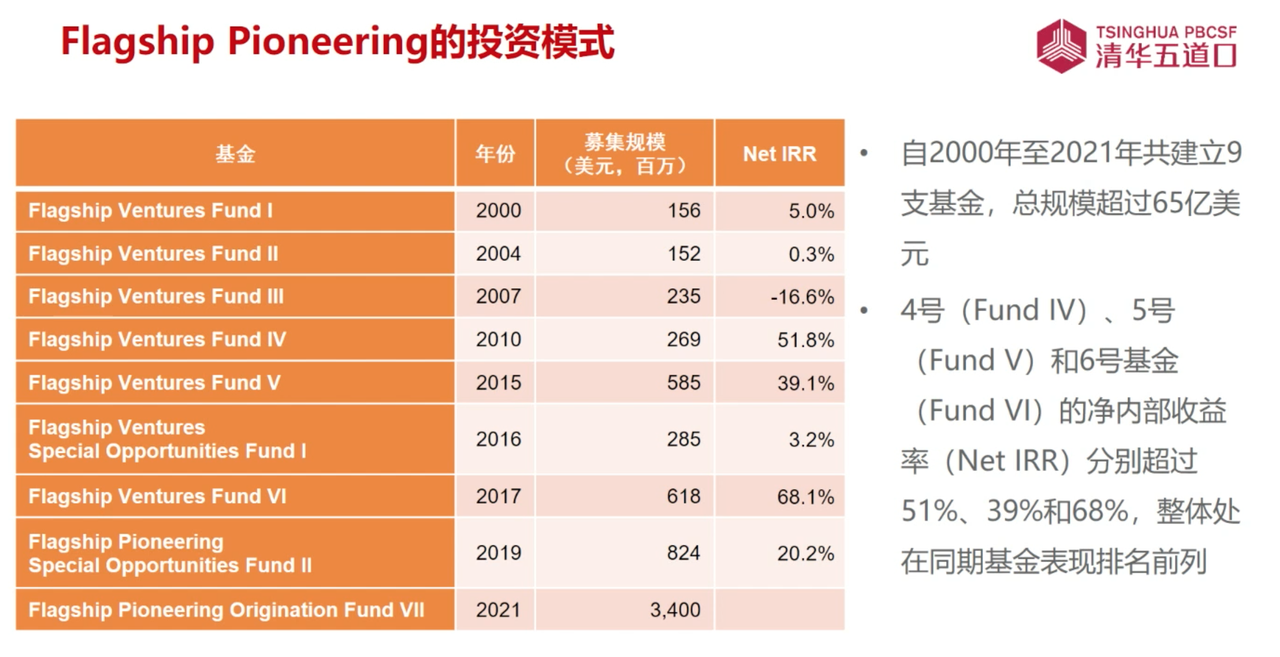 Flagship Pioneering的投资模式
TSINGHUA PBCSF
清华五道口
基金 年份 募集规模（美元，百万） Net IRR
Flagship Ventures Fund I 2000 156 5.0%
Flagship Ventures Fund II 2004 152 0.3%
Flagship Ventures Fund III 2007 235 -16.6%
Flagship Ventures Fund IV 2010 269 51.8%
Flagship Ventures Fund V 2015 585 39.1%
Flagship Ventures
Special Opportunities Fund I 2016 285 3.2%
Flagship Ventures Fund VI 2017 618 68.1%
Flagship Pioneering
Special Opportunities Fund II 2019 824 20.2%
Flagship Pioneering Origination Fund VII 2021 3,400
• 自2000年至2021年共建立9
支基金，总规模超过65亿美
元
• 4号（Fund IV）、5号
（Fund V）和6号基金
（Fund VI）的净内部收益
率（Net IRR）分别超过
51%、39%和68%，整体处
在同期基金表现排名前列